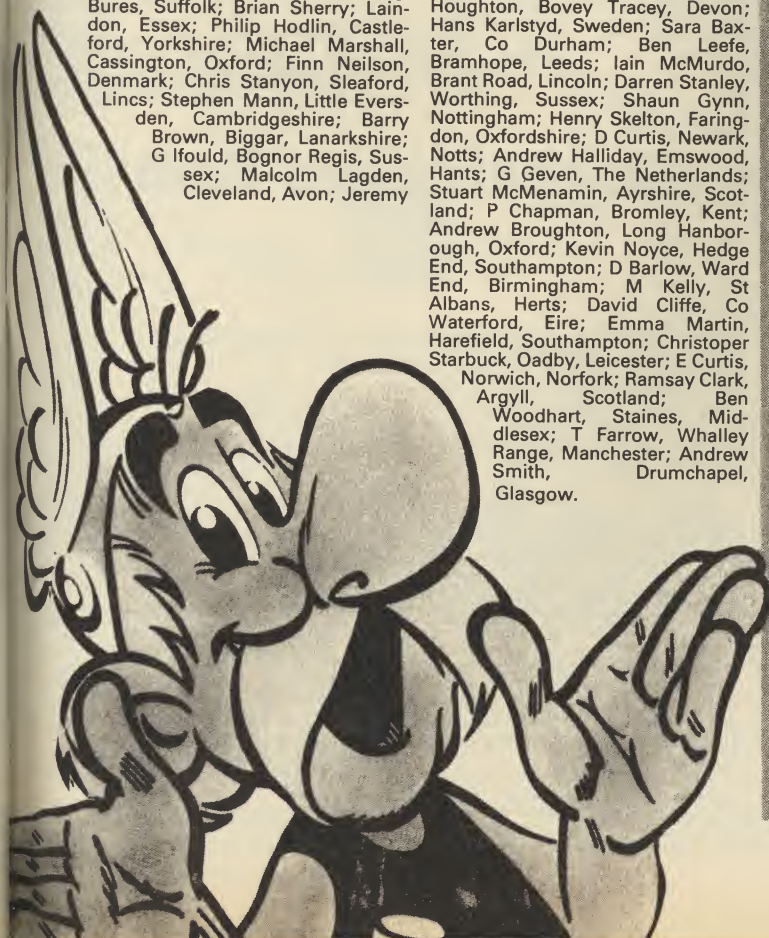 Bures, Suffolk; Brian Sherry; Lain-
don, Essex; Philip Hodlin, Castle-
ford, Yorkshire; Michael Marshall,
Cassington, Oxford; Finn Neilson,
Denmark; Chris Stanyon, Sleaford,
Lincs; Stephen Mann, Little Evers-
den, Cambridgeshire; Barry
Brown, Biggar, Lanarkshire;
G Ifould, Bognor Regis, Sus-
sex; Malcolm Lagden,
Cleveland, Avon; Jeremy
Houghton, Bovey Tracey, Devon;
Hans Karlstyd, Sweden; Sara Bax-
ter, Co Durham; Ben Leefe,
Bramhope, Leeds; Iain McMurdo,
Brant Road, Lincoln; Darren Stanley,
Worthing, Sussex; Shaun Gynn,
Nottingham; Henry Skelton, Faring-
don, Oxfordshire; D Curtis, Newark,
Notts; Andrew Halliday, Emswood,
Hants; G Geven, The Netherlands;
Stuart McMenamin, Ayrshire, Scot-
land; P Chapman, Bromley, Kent;
Andrew Broughton, Long Hanbor-
ough, Oxford; Kevin Noyce, Hedge
End, Southampton; D Barlow, Ward
End, Birmingham; M Kelly, St
Albans, Herts; David Cliffe, Co
Waterford, Eire; Emma Martin,
Harefield, Southampton; Christoper
Starbuck, Oadby, Leicester; E Curtis,
Norwich, Norfork; Ramsay Clark,
Argyll, Scotland; Ben
Woodhart, Staines, Mid-
dlesex; T Farrow, Whalley
Range, Manchester; Andrew
Smith, Drumchapel,
Glasgow.